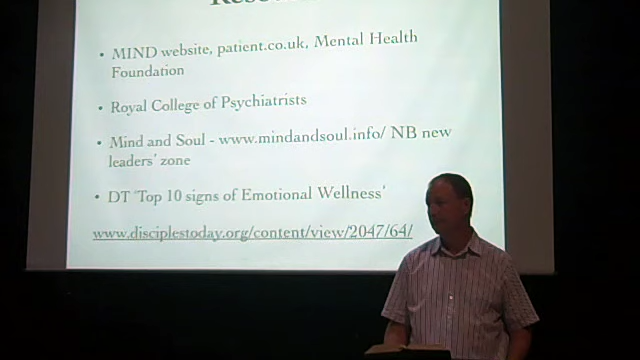 • MIND website, patient.co.uk, Mental Health
Foundation
• Royal College of Psychiatrists
• Mind and Soul - www.mindandsoul.info/ NB new
leaders' zone
• DT 'Top 10 signs of Emotional Wellness'
www.disciplestoday.org/content/view/2047/64/